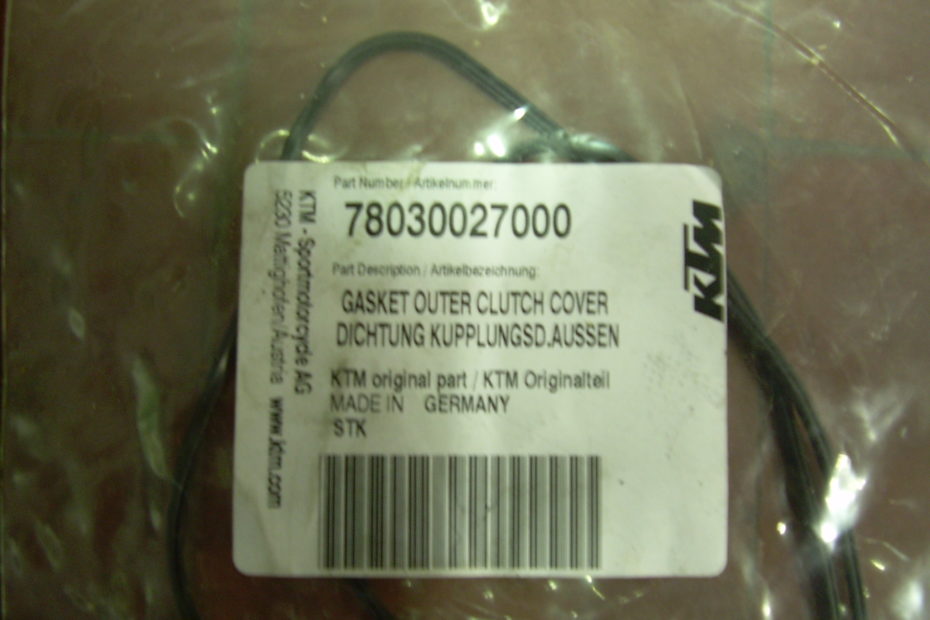 Part Number / Artikelnummer:
78030027000
Part Description / Artikelbezeichnung:
GASKET OUTER CLUTCH COVER
DICHTUNG KUPPLUNGSD.AUSSEN
KTM original part / KTM Originalteil
MADE IN GERMANY
STK
KTM - Sportmotorcycle AG
5230 Mattighofen/Austria www.ktm.com
KTM